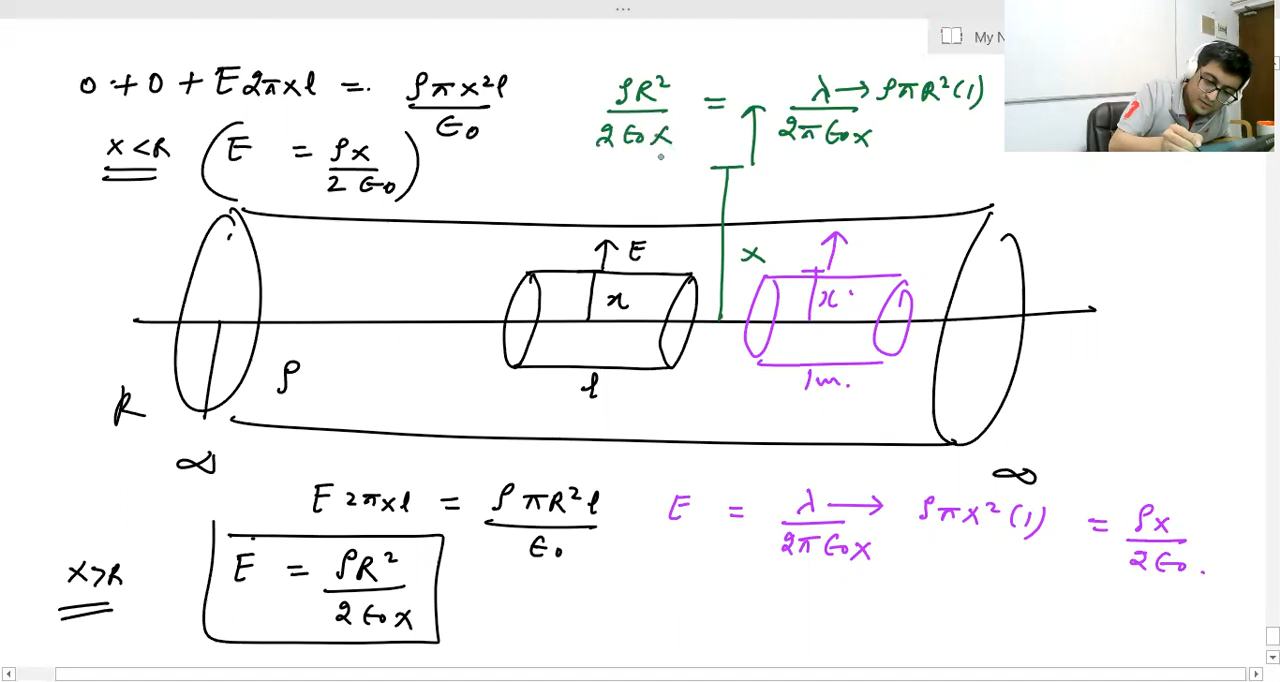 0 + 0 + E 2πxl = ρπx²l / ϵ₀
x < R ( E = ρx / 2ϵ₀ )
ρR² / 2ϵ₀x = λ / 2πϵ₀x → ρπR²(1)
My N
E
x
x
x
l
1m.
ρ
R
∞
∞
E 2πxl = ρπR²l / ϵ₀
x > R
E = ρR² / 2ϵ₀x
E = λ / 2πϵ₀x → ρπx²(1) = ρx / 2ϵ₀.